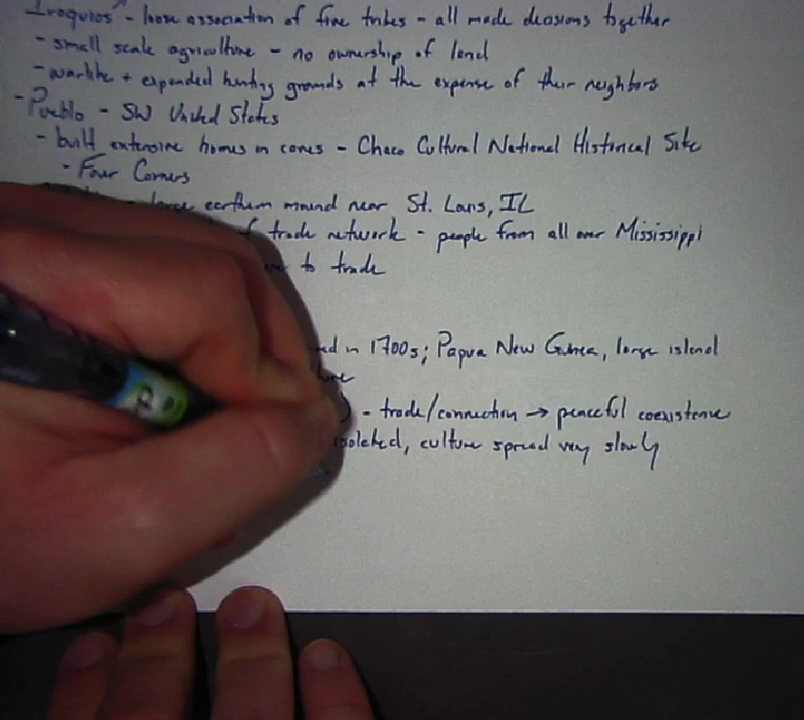 Iroquios - loose association of five tribes - all made decisions together
- small scale agriculture - no ownership of land
- warlike + expanded hunting grounds at the expense of their neighbors
- Pueblo - SW United States
- built extensive homes in caves - Chaco Cultural National Historical Site
- Four Corners
- large earthen mound near St. Louis, IL
of trade network - people from all over Mississippi
to trade
in 1700s; Papua New Guinea, large island
- trade/connection → peaceful coexistence
isolated, culture spread very slowly